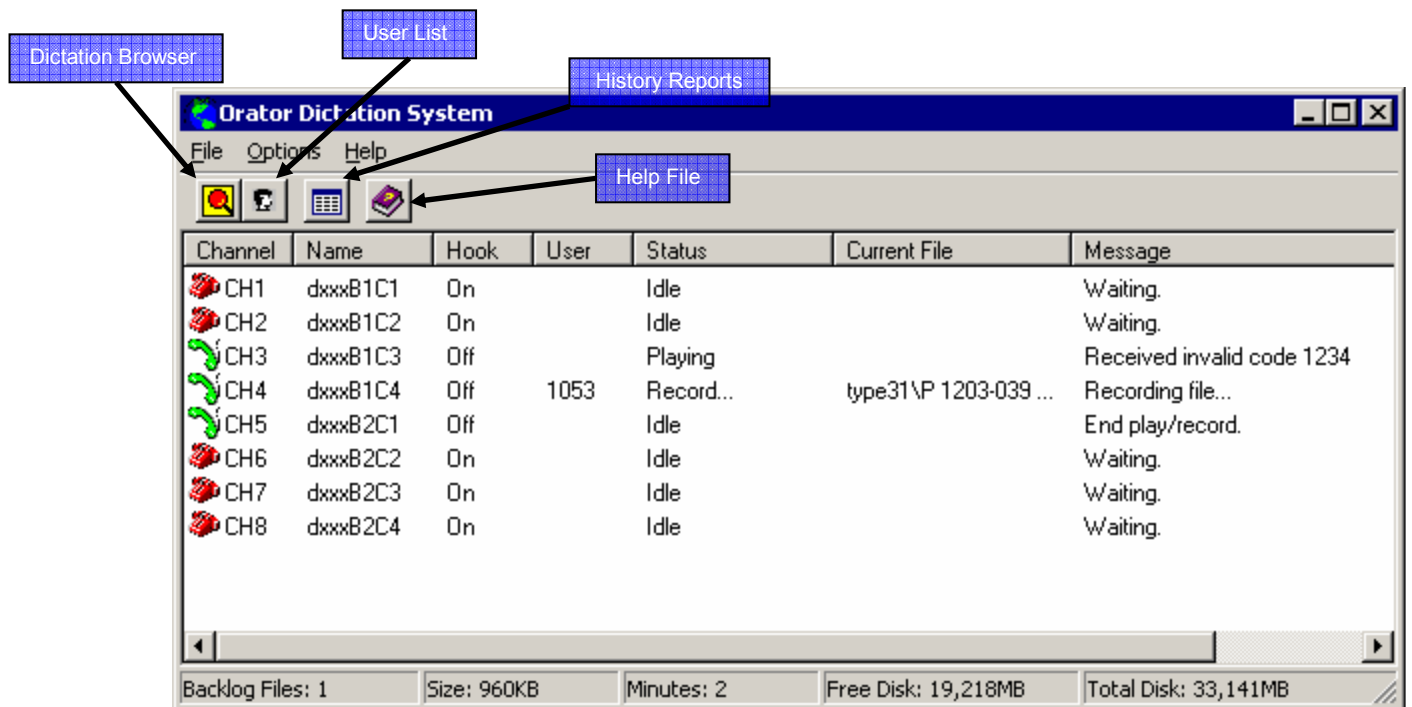 User List
Dictation Browser
History Reports
Orator Dictation System
File Options Help
Help File
Channel Name Hook User Status Current File Message
CH1 dxxxB1C1 On Idle Waiting.
CH2 dxxxB1C2 On Idle Waiting.
CH3 dxxxB1C3 Off Playing Received invalid code 1234
CH4 dxxxB1C4 Off 1053 Record... type31\P 1203-039 ... Recording file...
CH5 dxxxB2C1 Off Idle End play/record.
CH6 dxxxB2C2 On Idle Waiting.
CH7 dxxxB2C3 On Idle Waiting.
CH8 dxxxB2C4 On Idle Waiting.
Backlog Files: 1 Size: 960KB Minutes: 2 Free Disk: 19,218MB Total Disk: 33,141MB